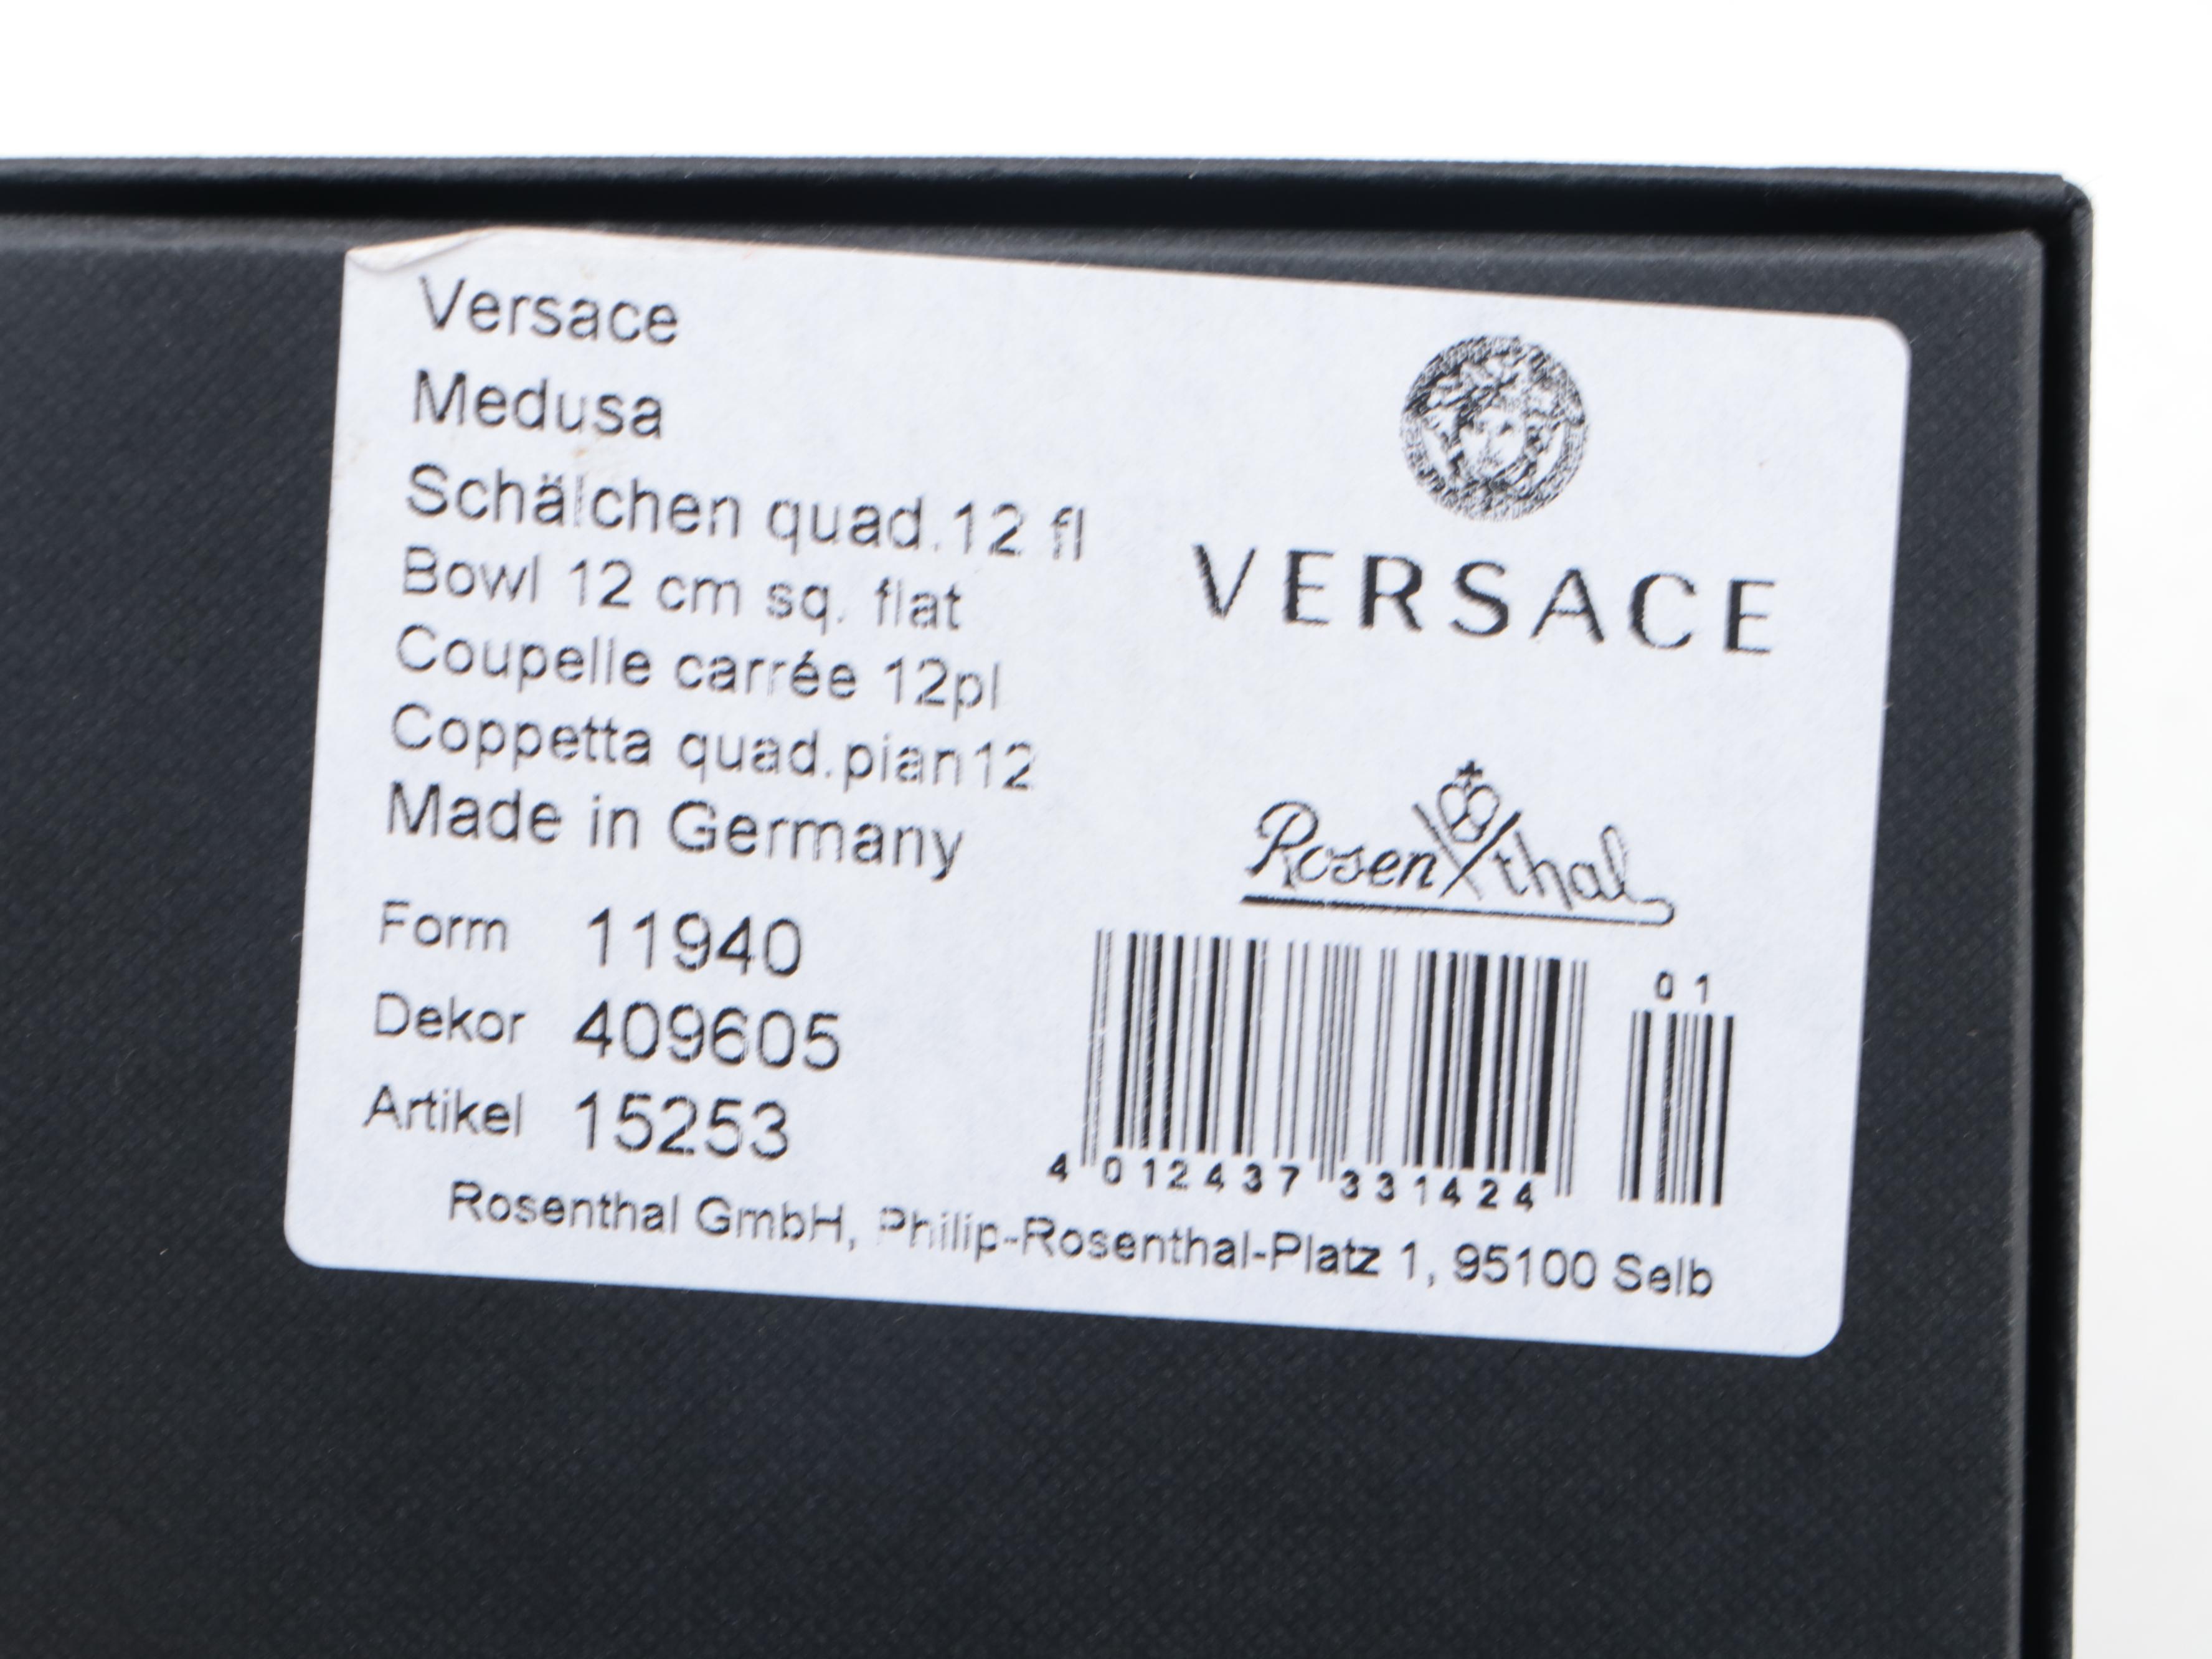 Versace
Medusa
Schälchen quad.12 fl
Bowl 12 cm sq. flat
Coupelle carrée 12pl
Coppetta quad.pian12
Made in Germany
Form 11940
Dekor 409605
Artikel 15253
VERSACE
Rosenthal
01
4 012437 331424
Rosenthal GmbH, Philip-Rosenthal-Platz 1, 95100 Selb